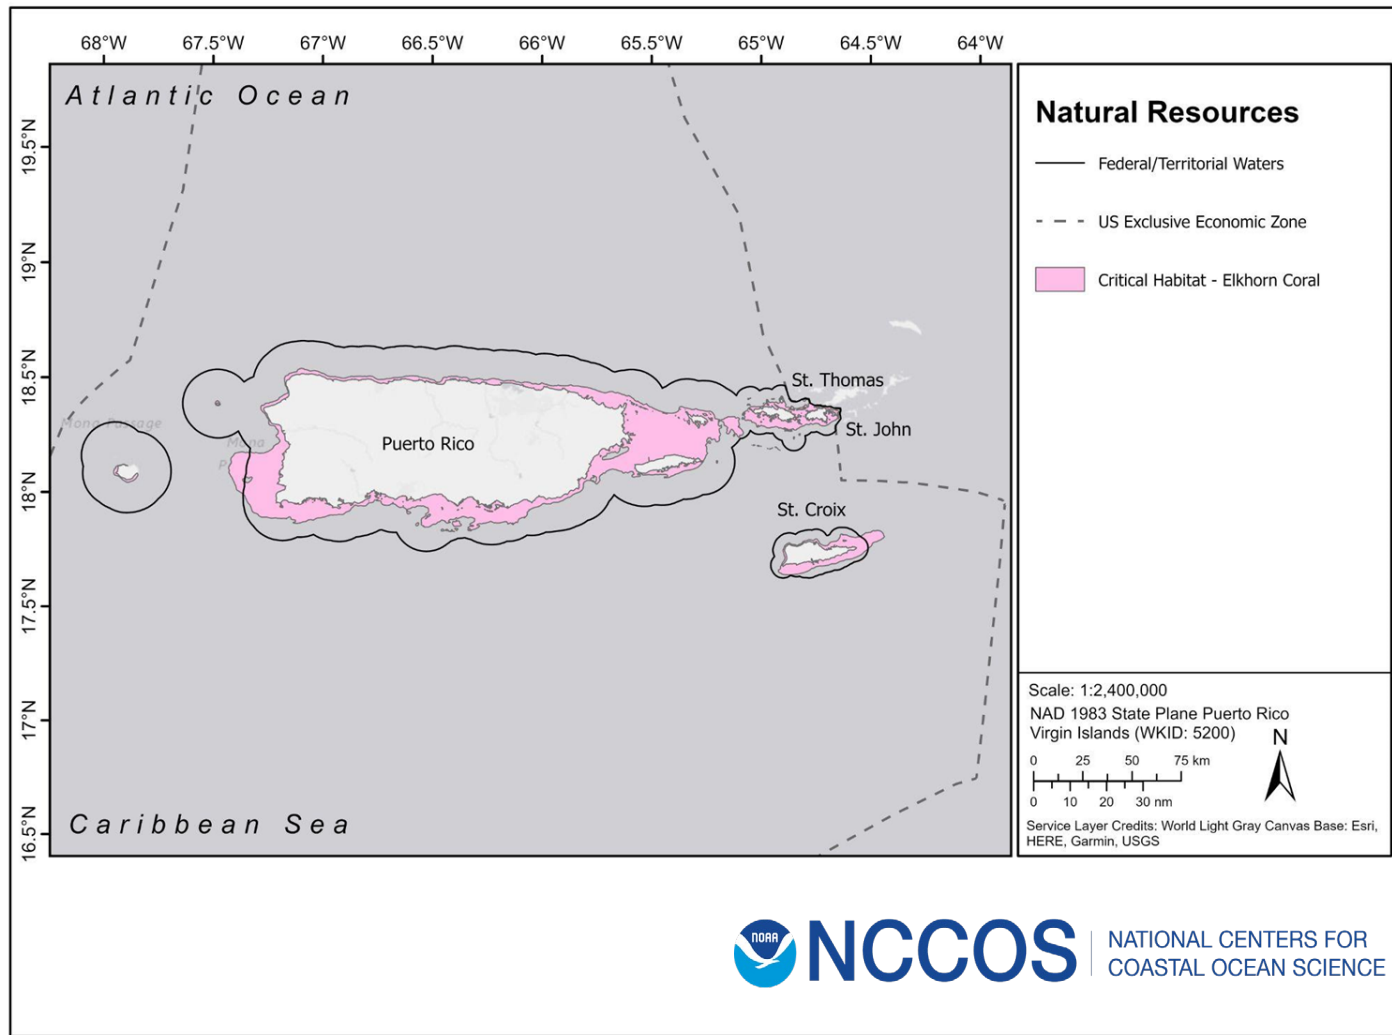 68°W 67.5°W 67°W 66.5°W 66°W 65.5°W 65°W 64.5°W 64°W
Atlantic Ocean
19.5°N
19°N
18.5°N
18°N
17.5°N
17°N
16.5°N
Mona Passage
Mona
P
Puerto Rico
St. Thomas
St. John
St. Croix
Caribbean Sea
Natural Resources
Federal/Territorial Waters
US Exclusive Economic Zone
Critical Habitat - Elkhorn Coral
Scale: 1:2,400,000
NAD 1983 State Plane Puerto Rico
Virgin Islands (WKID: 5200)
N
0 25 50 75 km
0 10 20 30 nm
Service Layer Credits: World Light Gray Canvas Base: Esri,
HERE, Garmin, USGS
NOAA
NCCOS
NATIONAL CENTERS FOR
COASTAL OCEAN SCIENCE